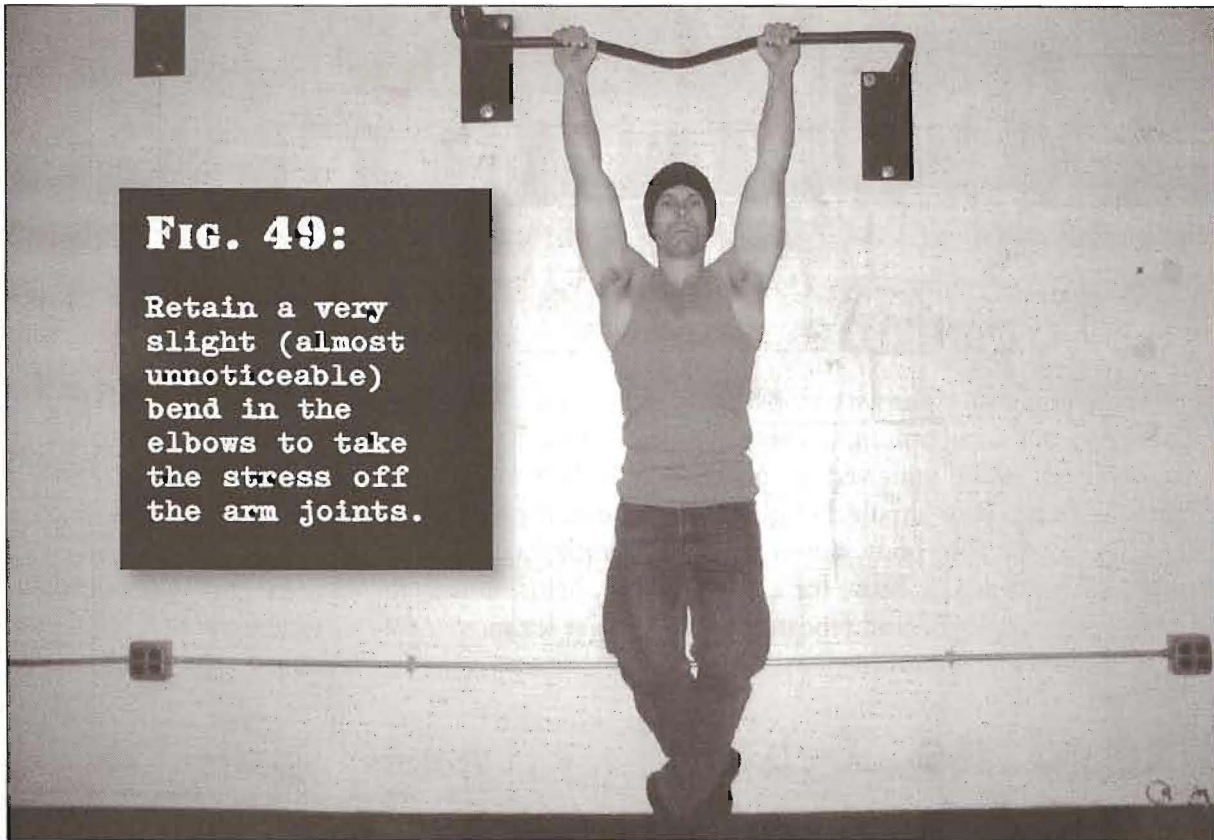 FIG. 49:
Retain a very
slight (almost
unnoticeable)
bend in the
elbows to take
the stress off
the arm joints.